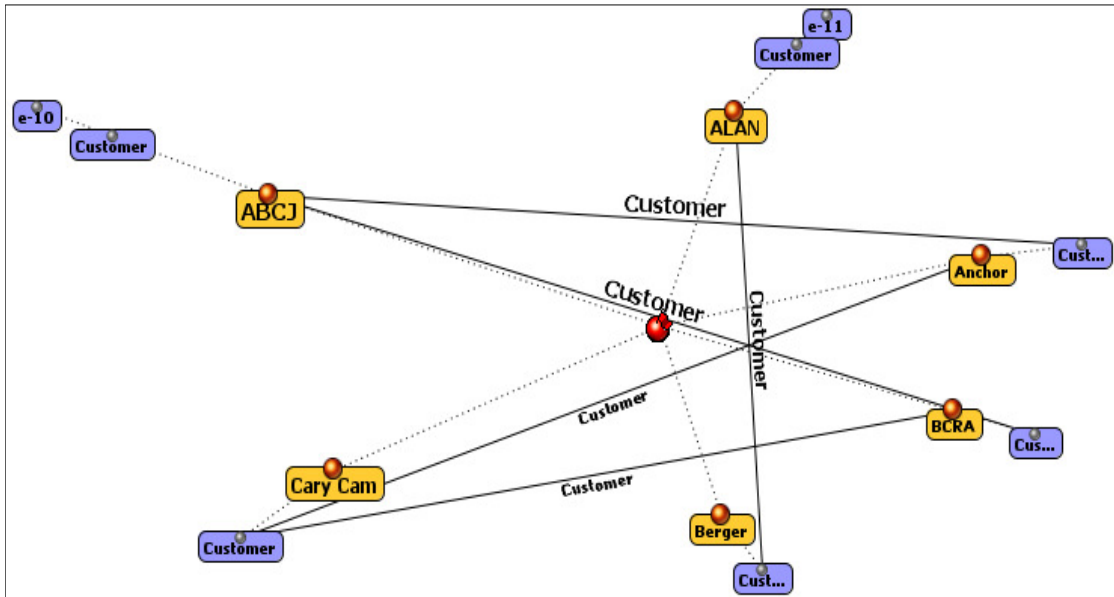 e-11
Customer
e-10
ALAN
Customer
ABCJ
Customer
Cust...
Anchor
Customer
Customer
Customer
BCRA
Cus...
Cary Cam
Customer
Berger
Customer
Cust...